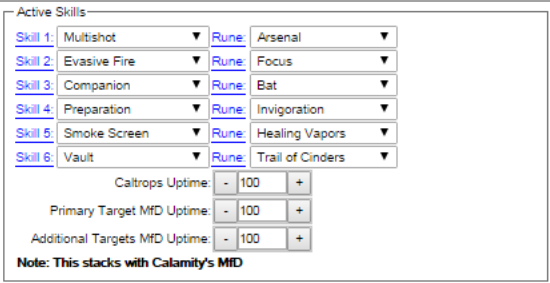 Active Skills
Skill 1: Multishot Rune: Arsenal
Skill 2: Evasive Fire Rune: Focus
Skill 3: Companion Rune: Bat
Skill 4: Preparation Rune: Invigoration
Skill 5: Smoke Screen Rune: Healing Vapors
Skill 6: Vault Rune: Trail of Cinders
Caltrops Uptime: - 100 +
Primary Target MfD Uptime: - 100 +
Additional Targets MfD Uptime: - 100 +
Note: This stacks with Calamity's MfD